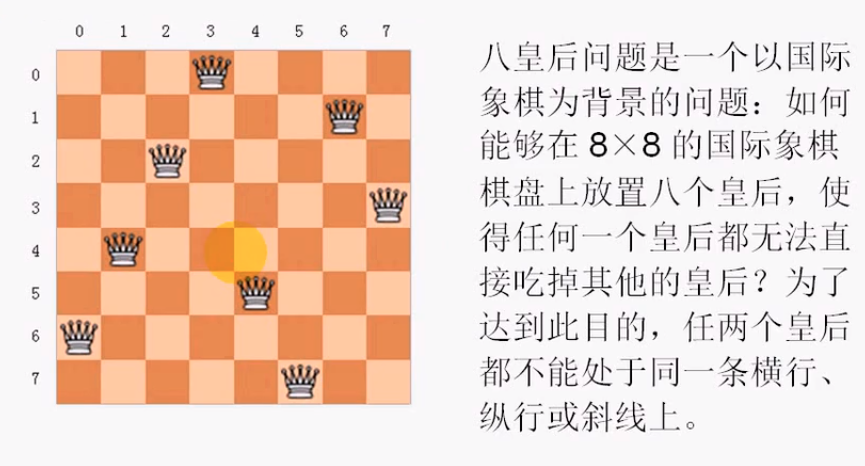 0 1 2 3 4 5 6 7
0
1
2
3
4
5
6
7
八皇后问题是一个以国际
象棋为背景的问题：如何
能够在 8×8 的国际象棋
棋盘上放置八个皇后，使
得任何一个皇后都无法直
接吃掉其他的皇后？为了
达到此目的，任两个皇后
都不能处于同一条横行、
纵行或斜线上。